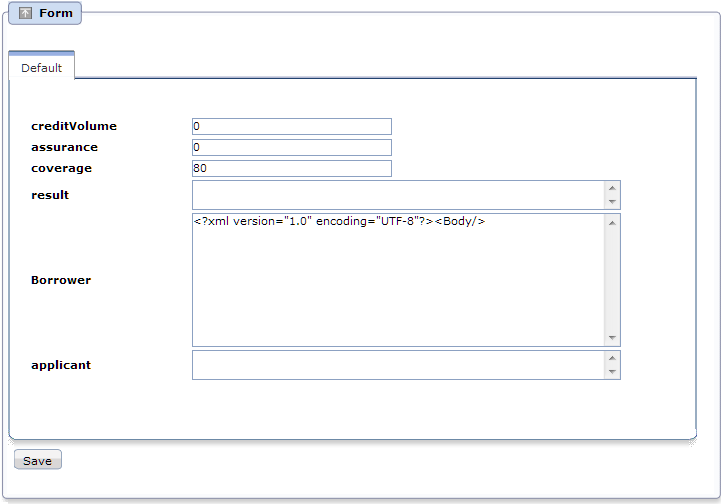 Form
Default
creditVolume 0
assurance 0
coverage 80
result
<?xml version="1.0" encoding="UTF-8"?><Body/>
Borrower
applicant
Save